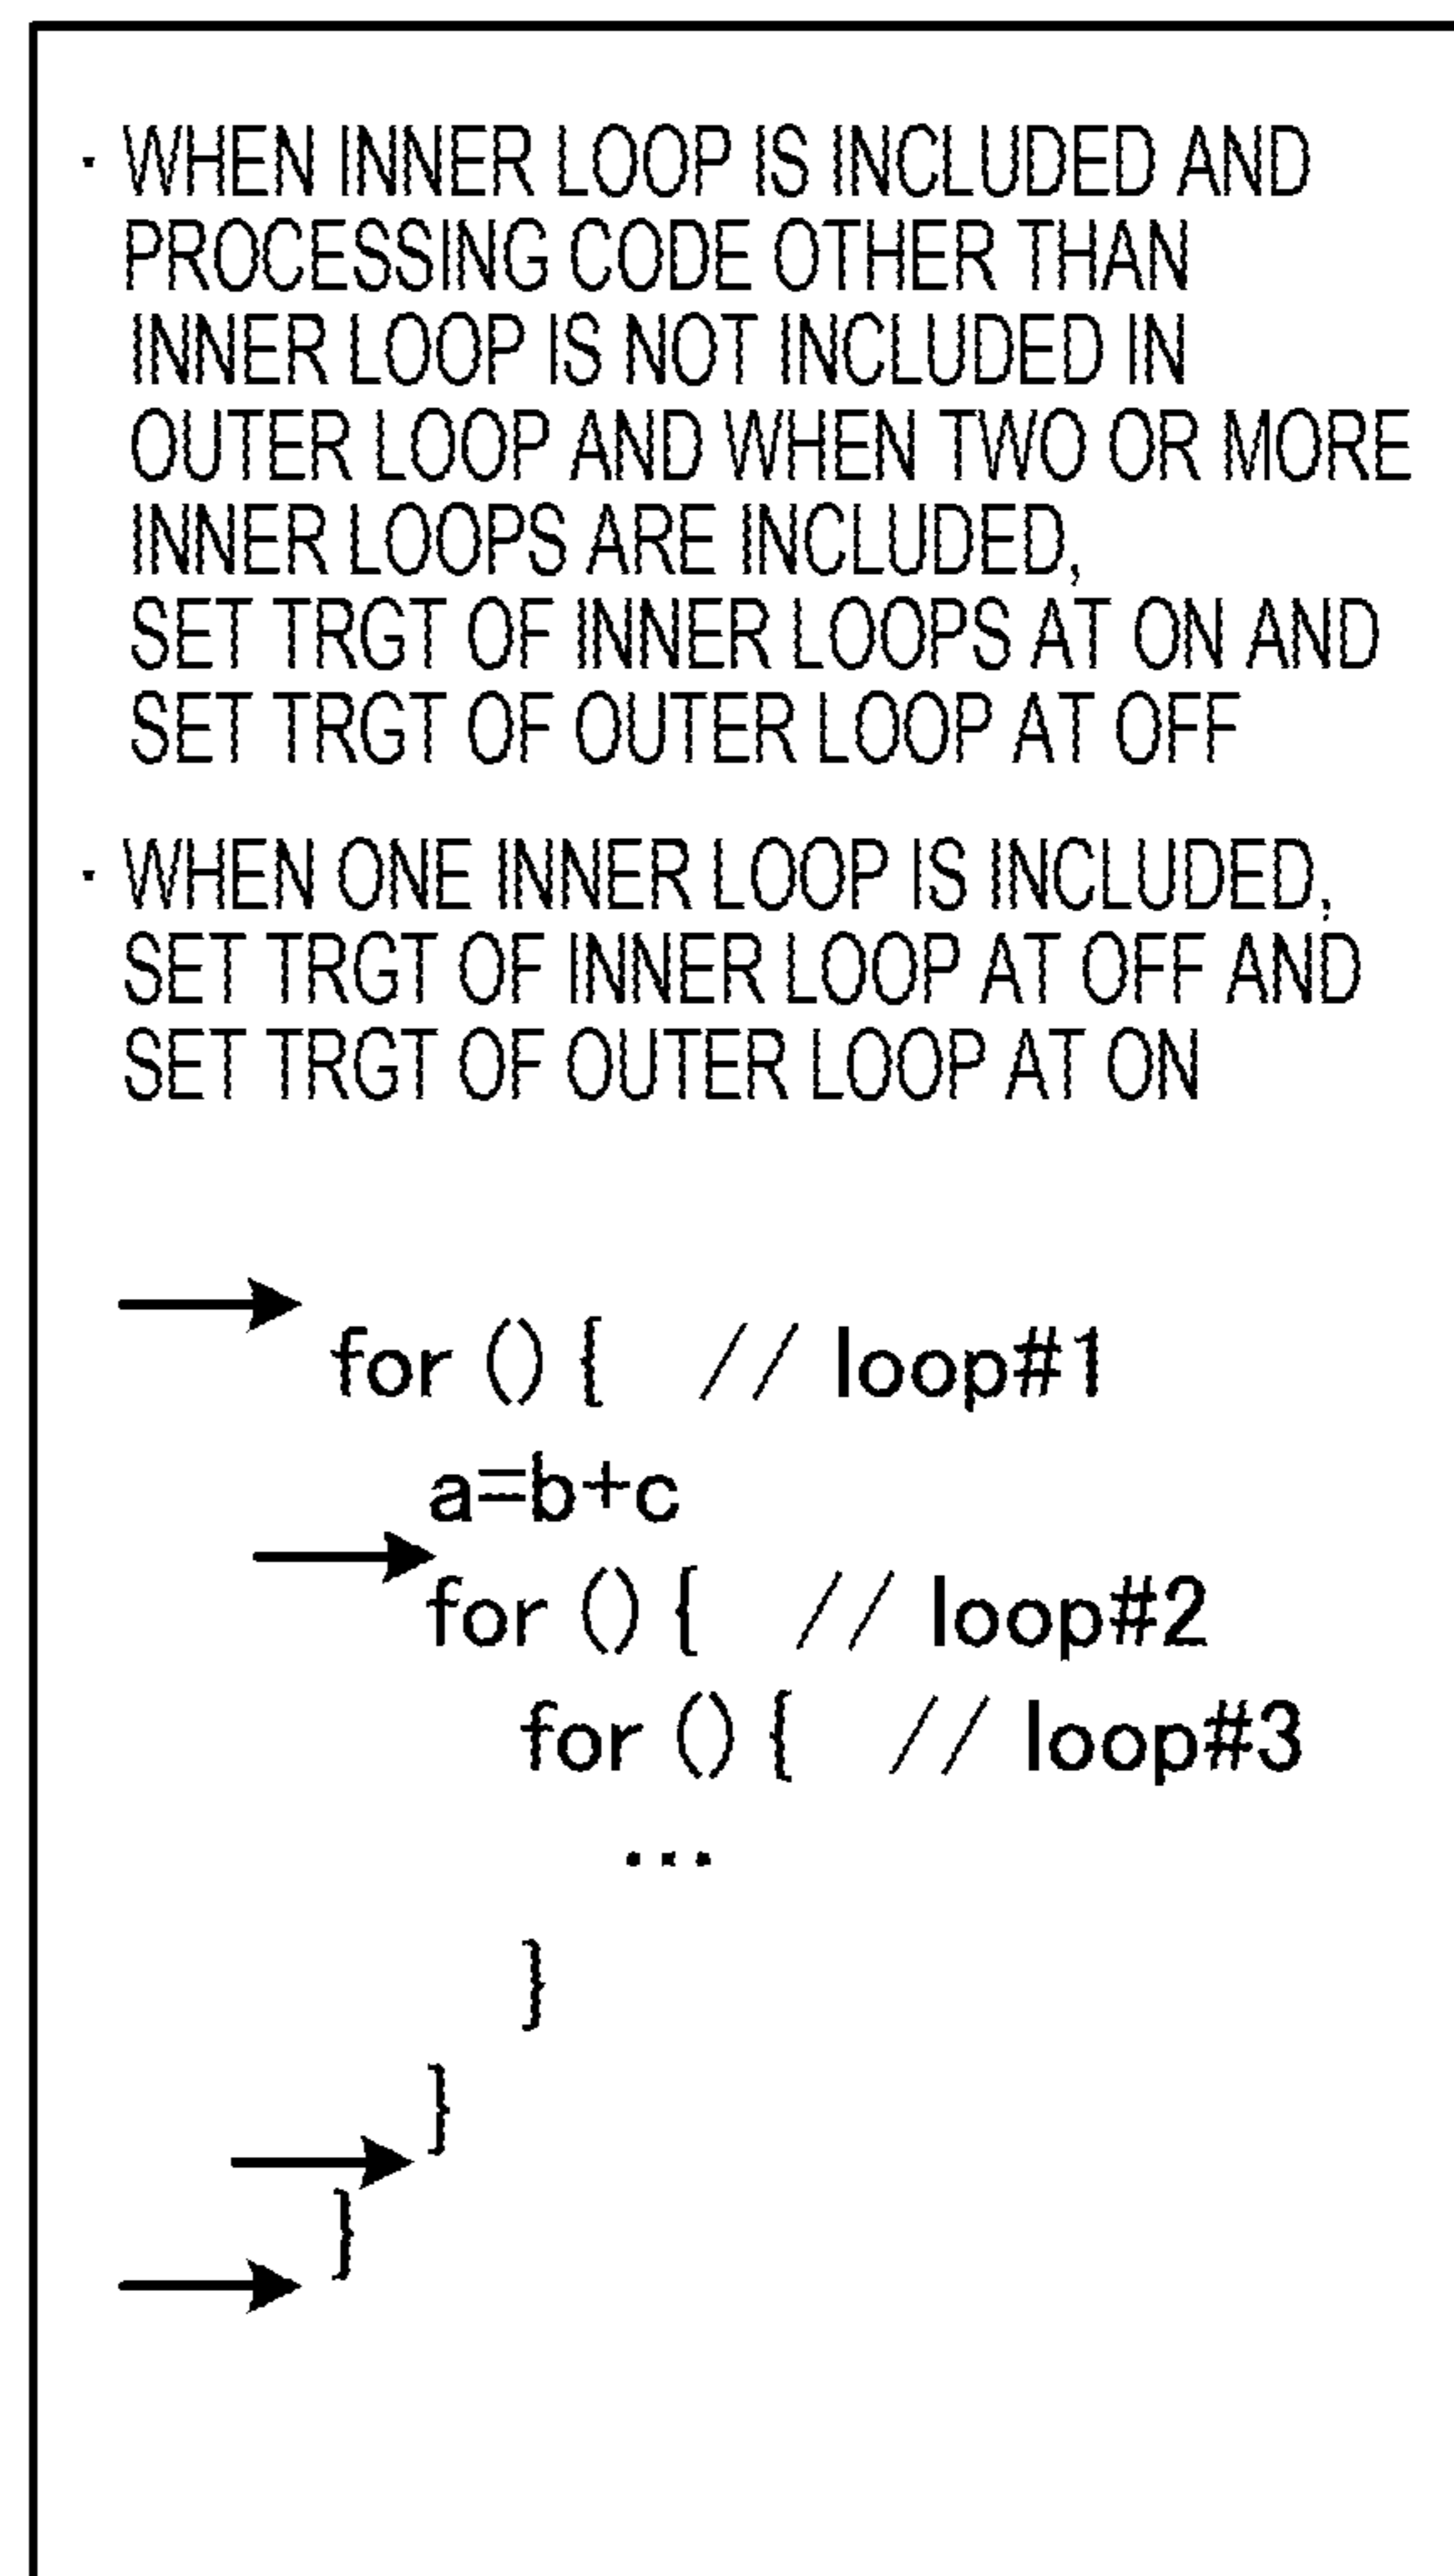 · WHEN INNER LOOP IS INCLUDED AND
PROCESSING CODE OTHER THAN
INNER LOOP IS NOT INCLUDED IN
OUTER LOOP AND WHEN TWO OR MORE
INNER LOOPS ARE INCLUDED,
SET TRGT OF INNER LOOPS AT ON AND
SET TRGT OF OUTER LOOP AT OFF
· WHEN ONE INNER LOOP IS INCLUDED,
SET TRGT OF INNER LOOP AT OFF AND
SET TRGT OF OUTER LOOP AT ON
for () { // loop#1
a=b+c
for () { // loop#2
for () { // loop#3
...
}
}
}